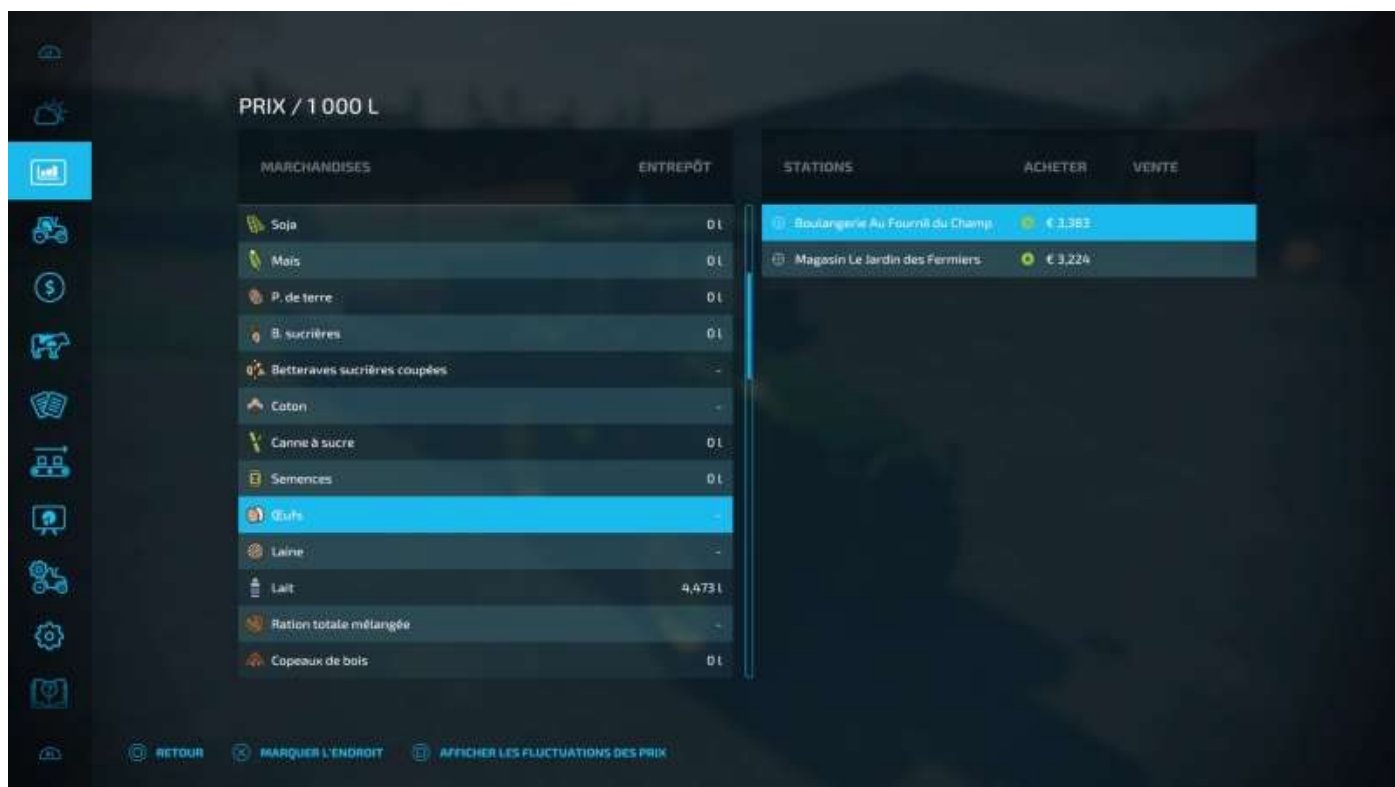 PRIX / 1 000 L
MARCHANDISES ENTREPÔT
Soja 0 l
Maïs 0 l
P. de terre 0 l
B. sucrières 0 l
Betteraves sucrières coupées -
Coton -
Canne à sucre 0 l
Semences 0 l
Œufs -
Laine -
Lait 4,473 l
Ration totale mélangée -
Copeaux de bois 0 l
STATIONS ACHETER VENTE
Boulangerie Au Fournil du Champ € 3,383
Magasin Le Jardin des Fermiers € 3,224
RETOUR MARQUER L'ENDROIT AFFICHER LES FLUCTUATIONS DES PRIX